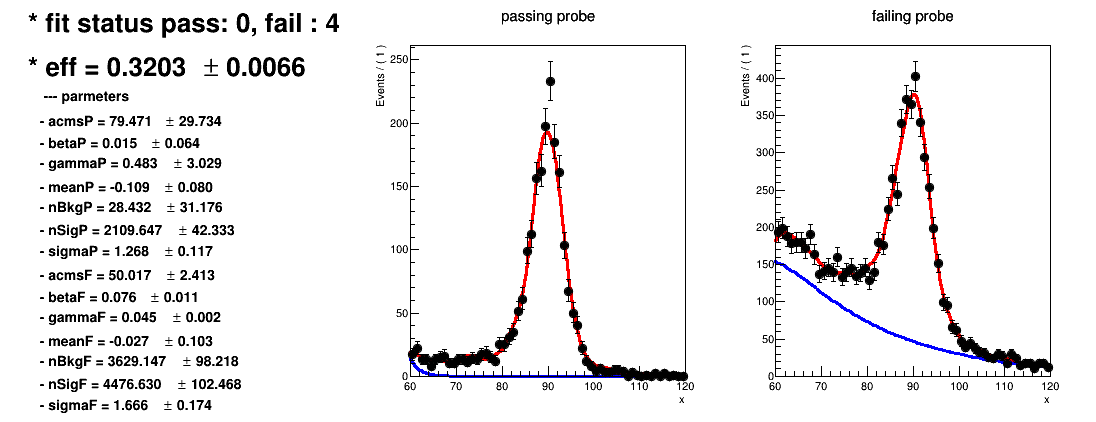 * fit status pass: 0, fail : 4
* eff = 0.3203 ± 0.0066
--- parmeters
- acmsP = 79.471 ± 29.734
- betaP = 0.015 ± 0.064
- gammaP = 0.483 ± 3.029
- meanP = -0.109 ± 0.080
- nBkgP = 28.432 ± 31.176
- nSigP = 2109.647 ± 42.333
- sigmaP = 1.268 ± 0.117
- acmsF = 50.017 ± 2.413
- betaF = 0.076 ± 0.011
- gammaF = 0.045 ± 0.002
- meanF = -0.027 ± 0.103
- nBkgF = 3629.147 ± 98.218
- nSigF = 4476.630 ± 102.468
- sigmaF = 1.666 ± 0.174
passing probe
Events / ( 1 )
250
200
150
100
50
0
60 70 80 90 100 110 120
x
failing probe
Events / ( 1 )
400
350
300
250
200
150
100
50
0
60 70 80 90 100 110 120
x